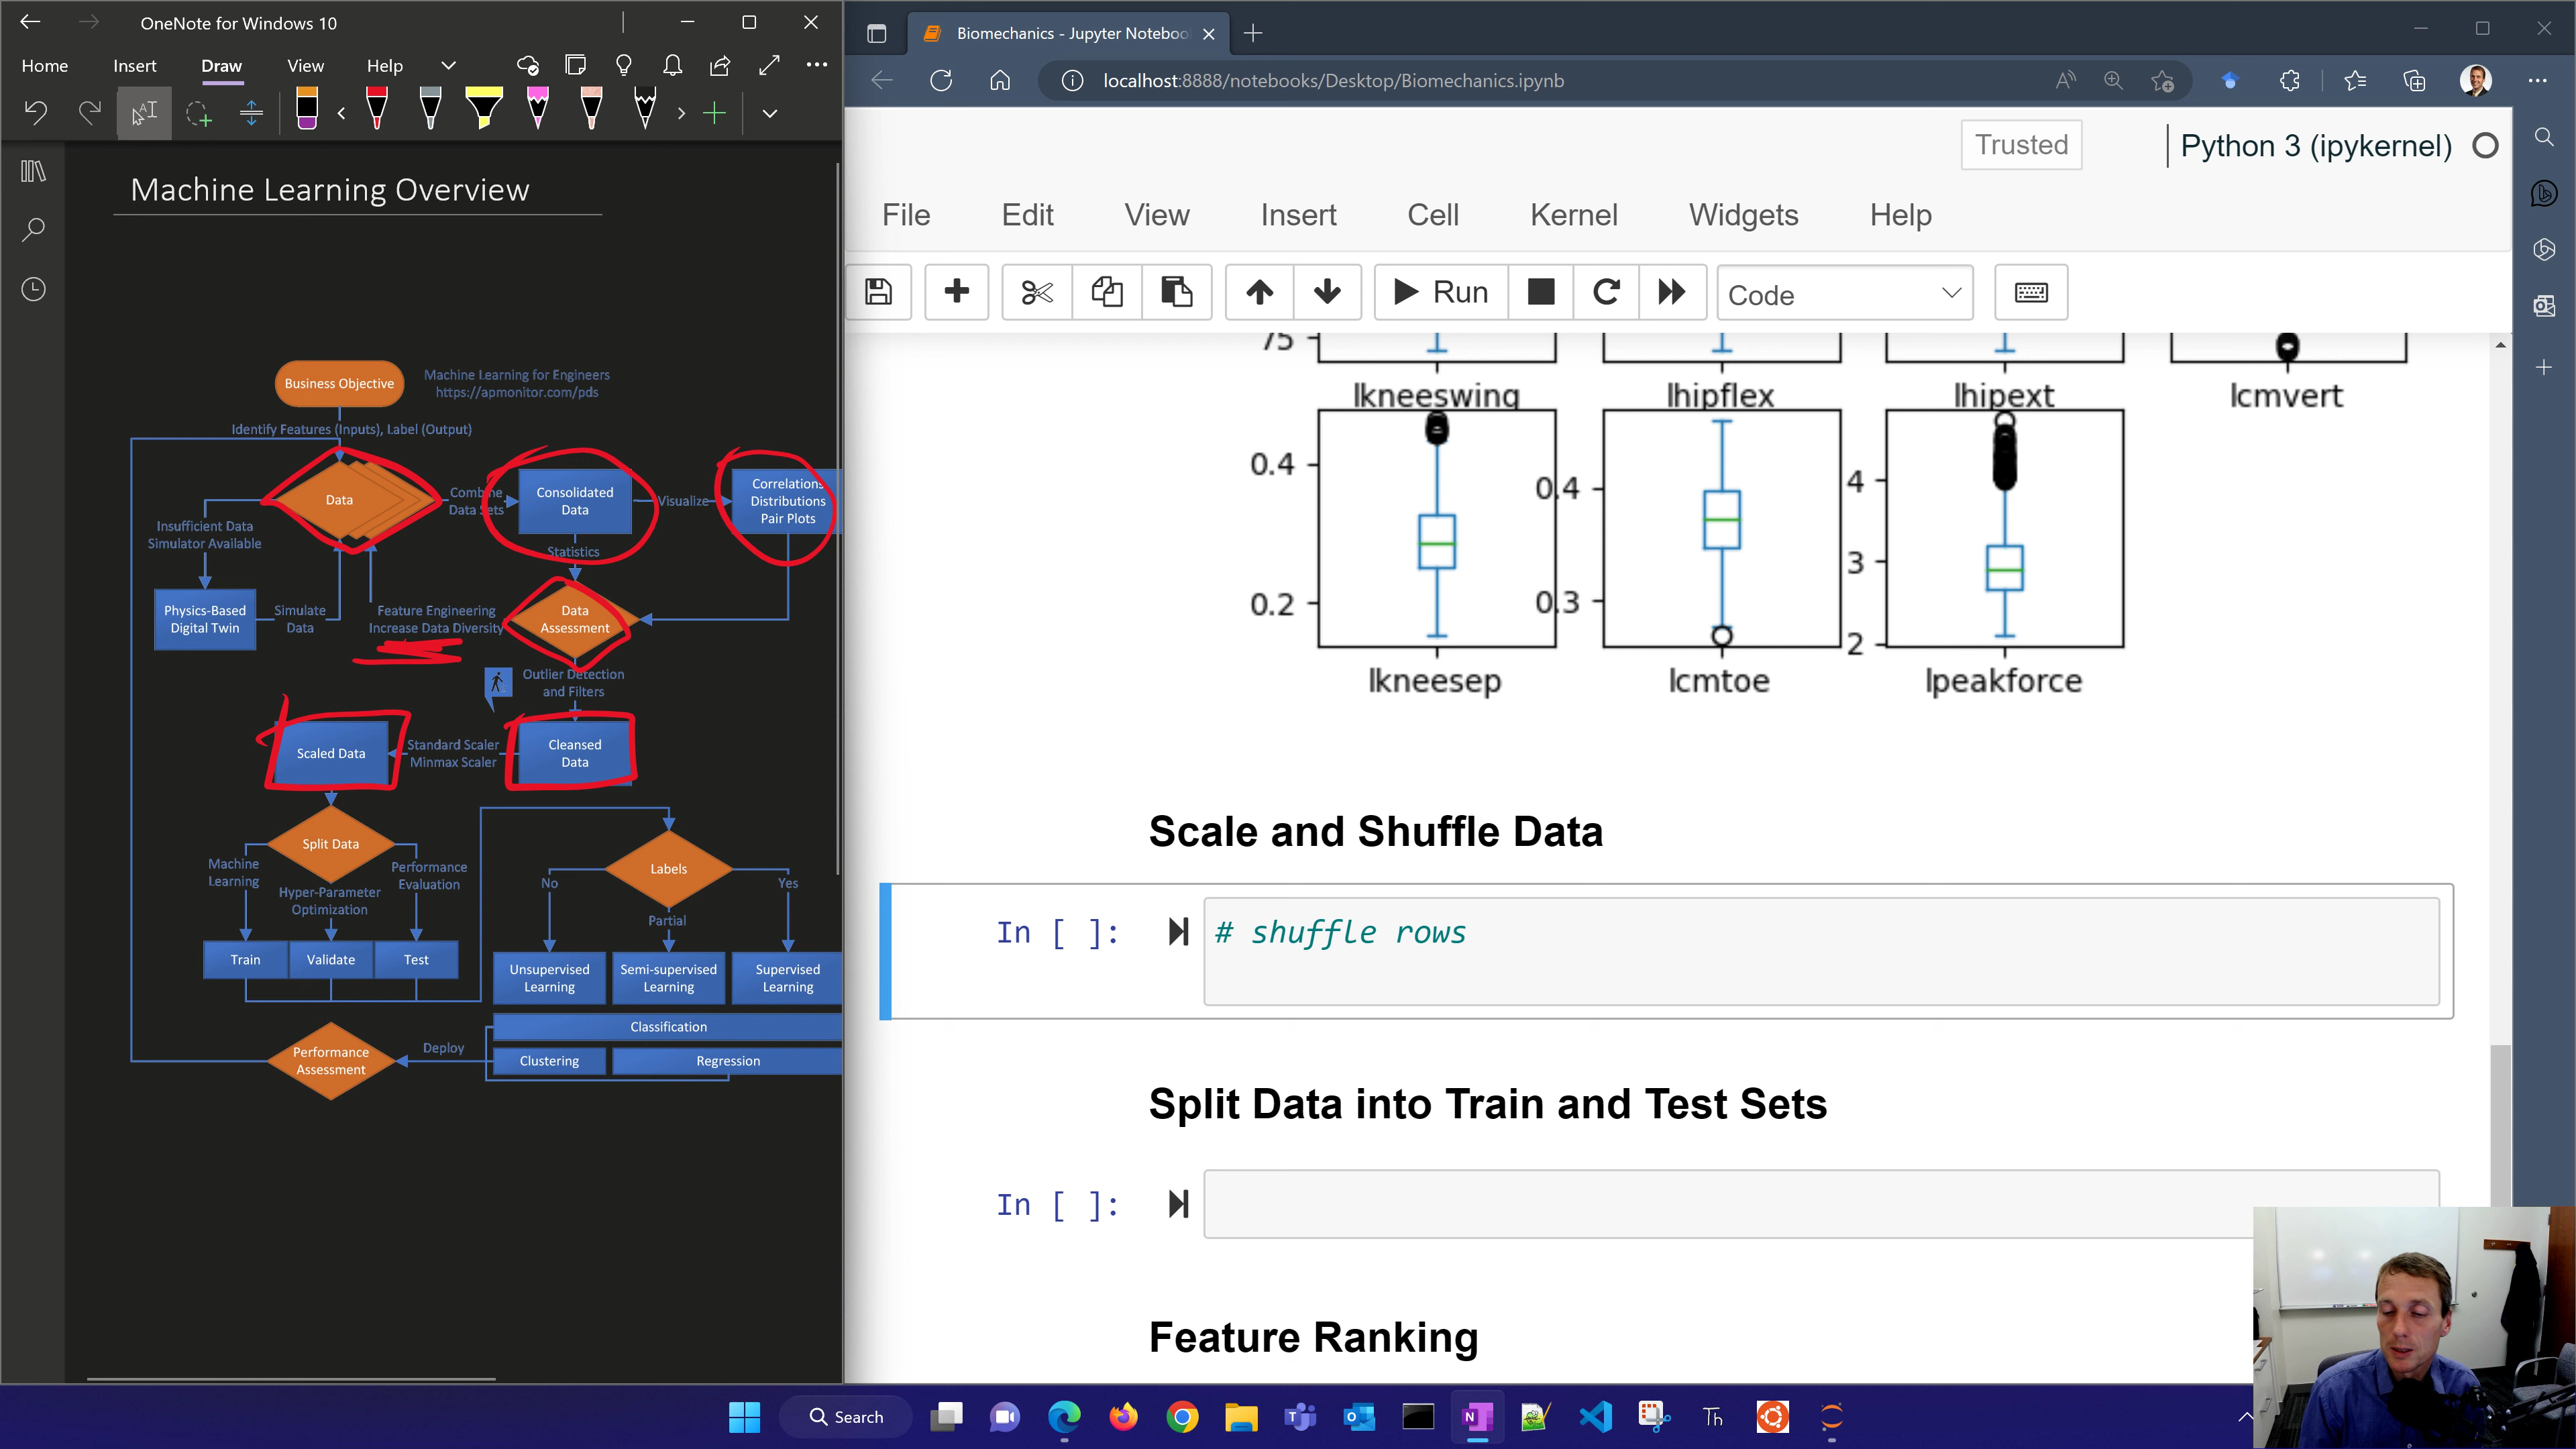 OneNote for Windows 10
Home Insert Draw View Help
Machine Learning Overview
Business Objective
Machine Learning for Engineers
https://apmonitor.com/pds
Identify Features (Inputs), Label (Output)
Data
Combine
Data Sets
Consolidated
Data
Visualize
Correlations
Distributions
Pair Plots
Insufficient Data
Simulator Available
Statistics
Physics-Based
Digital Twin
Simulate
Data
Feature Engineering
Increase Data Diversity
Data
Assessment
Outlier Detection
and Filters
Scaled Data
Standard Scaler
Minmax Scaler
Cleansed
Data
Split Data
Machine
Learning
Performance
Evaluation
Hyper-Parameter
Optimization
Train
Validate
Test
Labels
No
Yes
Partial
Unsupervised
Learning
Semi-supervised
Learning
Supervised
Learning
Classification
Clustering
Regression
Deploy
Performance
Assessment
Biomechanics - Jupyter Noteboo
localhost:8888/notebooks/Desktop/Biomechanics.ipynb
Trusted
Python 3 (ipykernel)
File Edit View Insert Cell Kernel Widgets Help
Run
Code
75
lkneeswing lhipflex lhipext lcmvert
0.4
0.2
0.4
0.3
4
3
2
lkneesep lcmtoe lpeakforce
Scale and Shuffle Data
In [ ]: # shuffle rows
Split Data into Train and Test Sets
In [ ]:
Feature Ranking
Search
Th